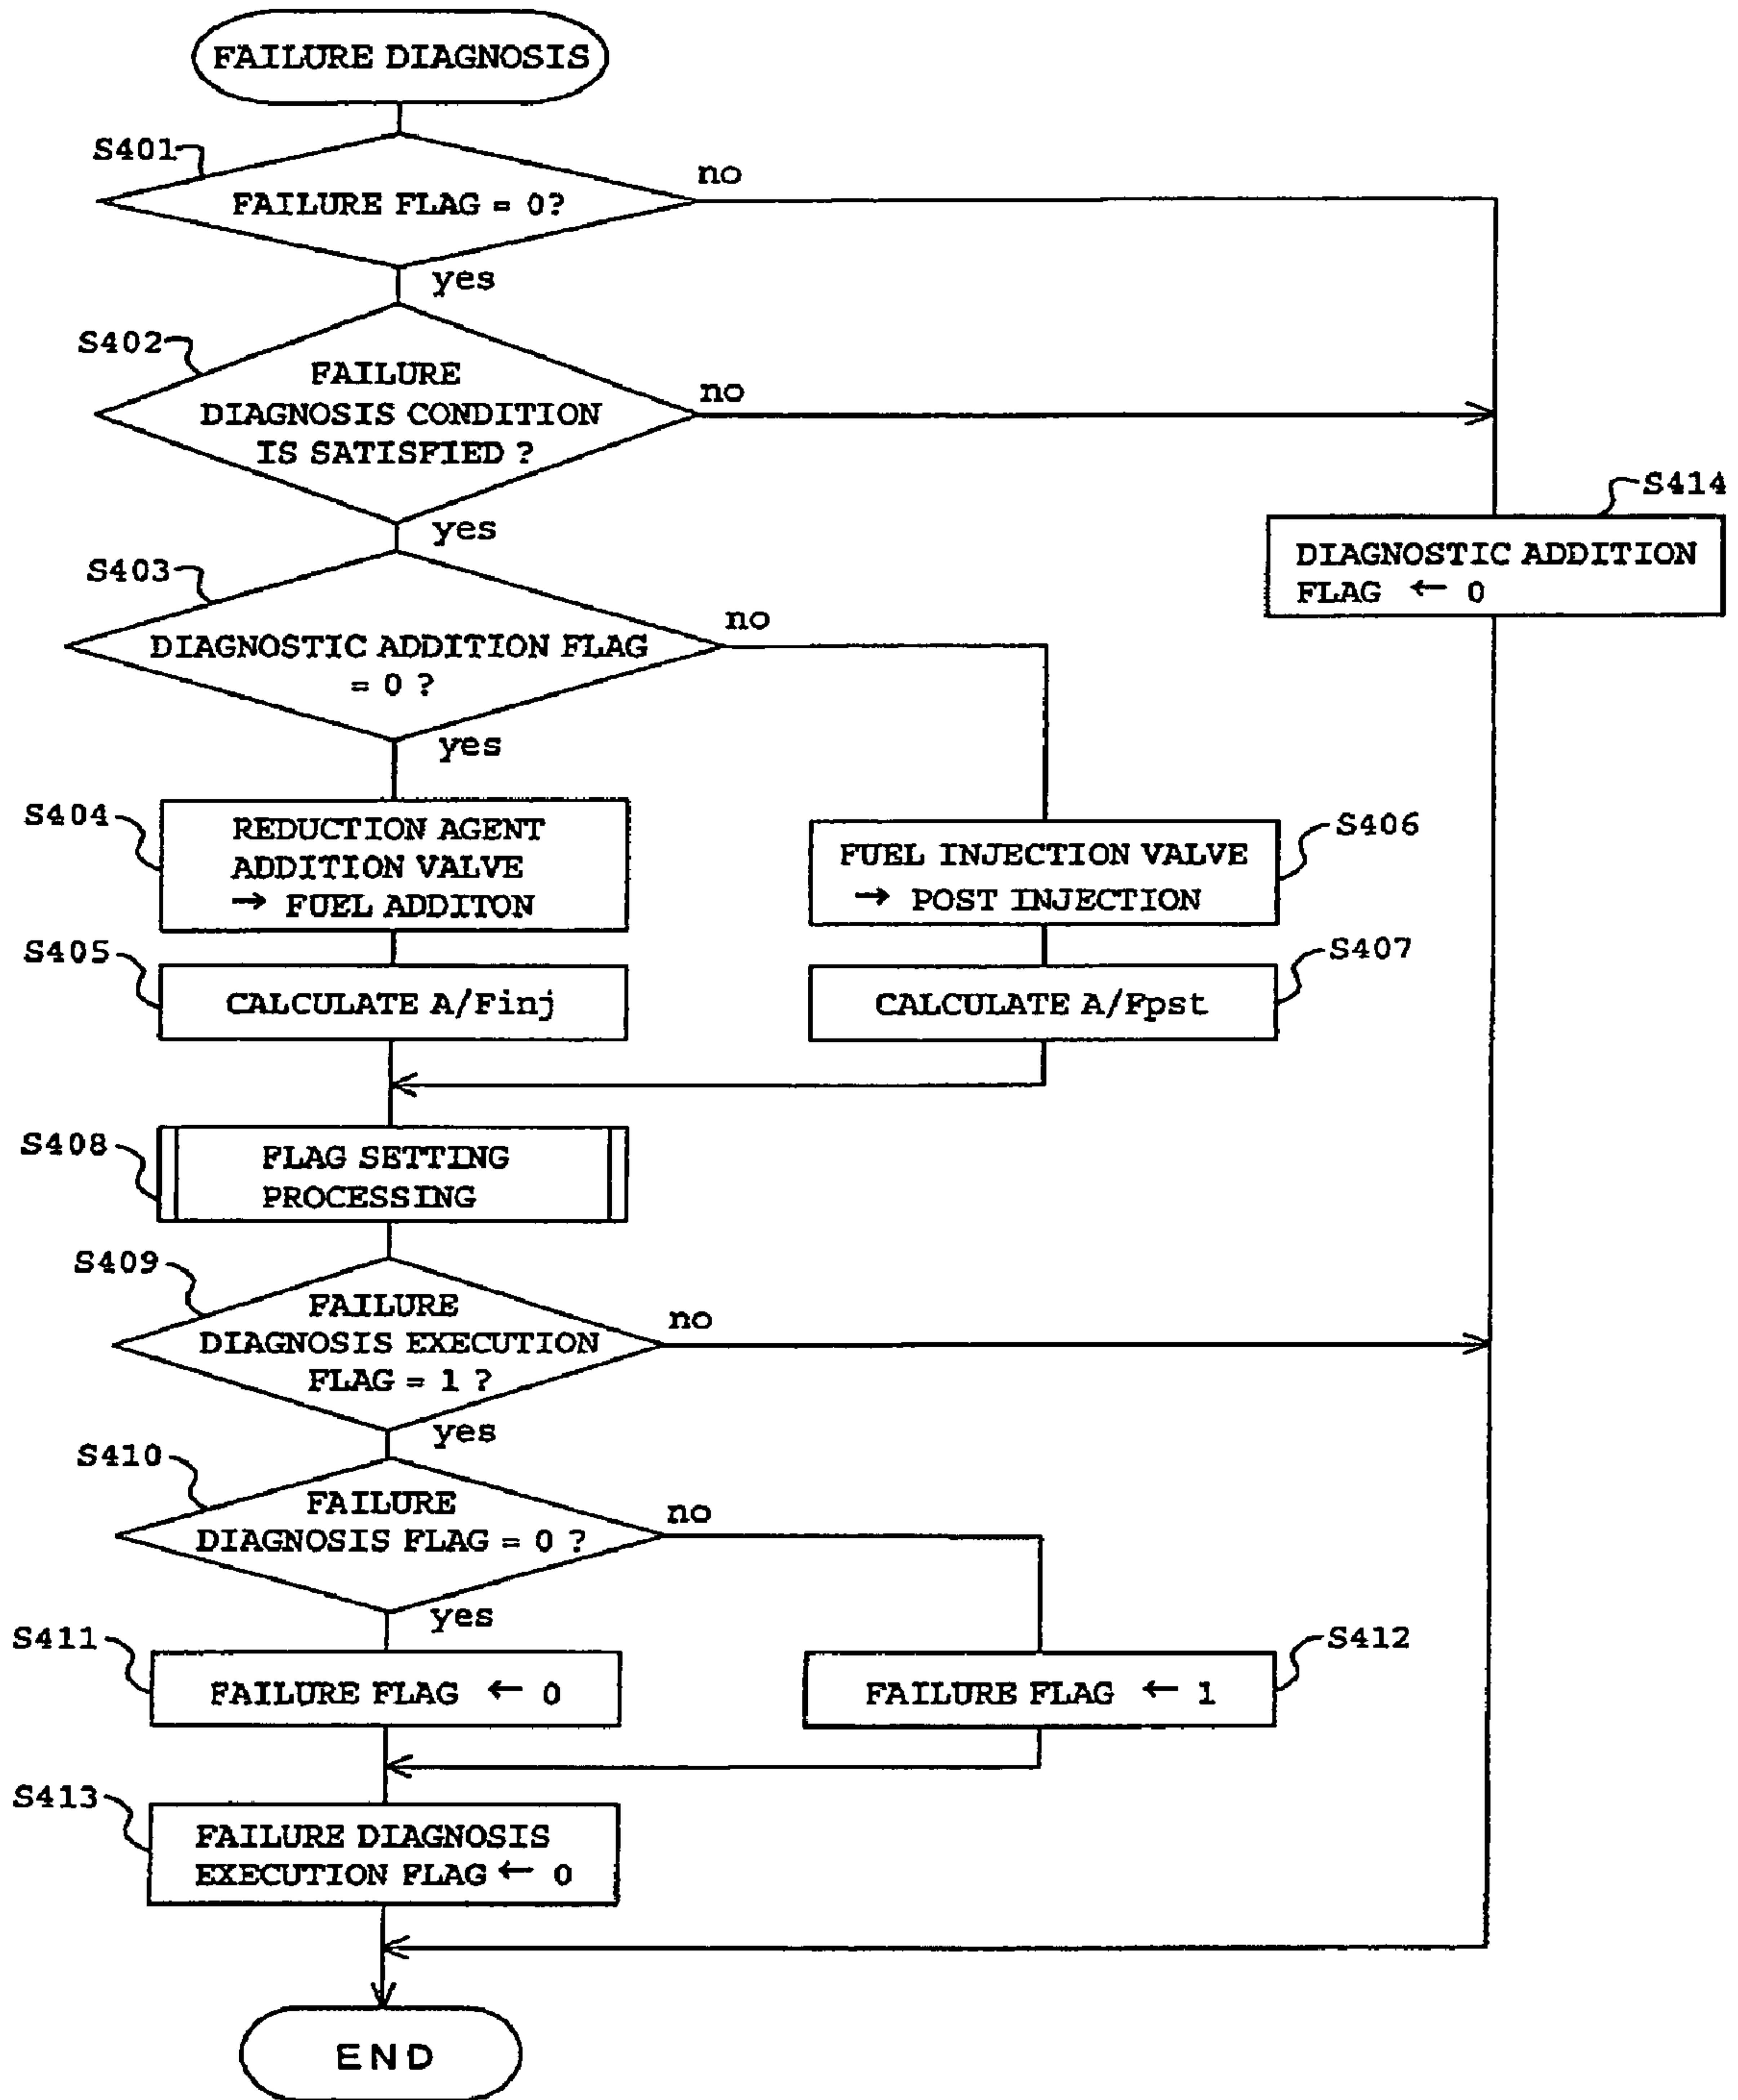 FAILURE DIAGNOSIS
S401
FAILURE FLAG = 0?
no
yes
S402
FAILURE
DIAGNOSIS CONDITION
IS SATISFIED ?
no
yes
S414
DIAGNOSTIC ADDITION
FLAG ← 0
S403
DIAGNOSTIC ADDITION FLAG
= 0 ?
no
yes
S404
REDUCTION AGENT
ADDITION VALVE
→ FUEL ADDITON
S406
FUEL INJECTION VALVE
→ POST INJECTION
S405
CALCULATE A/Finj
S407
CALCULATE A/Fpst
S408
FLAG SETTING
PROCESSING
S409
FAILURE
DIAGNOSIS EXECUTION
FLAG = 1 ?
no
yes
S410
FAILURE
DIAGNOSIS FLAG = 0 ?
no
yes
S411
FAILURE FLAG ← 0
S412
FAILURE FLAG ← 1
S413
FAILURE DIAGNOSIS
EXECUTION FLAG ← 0
END